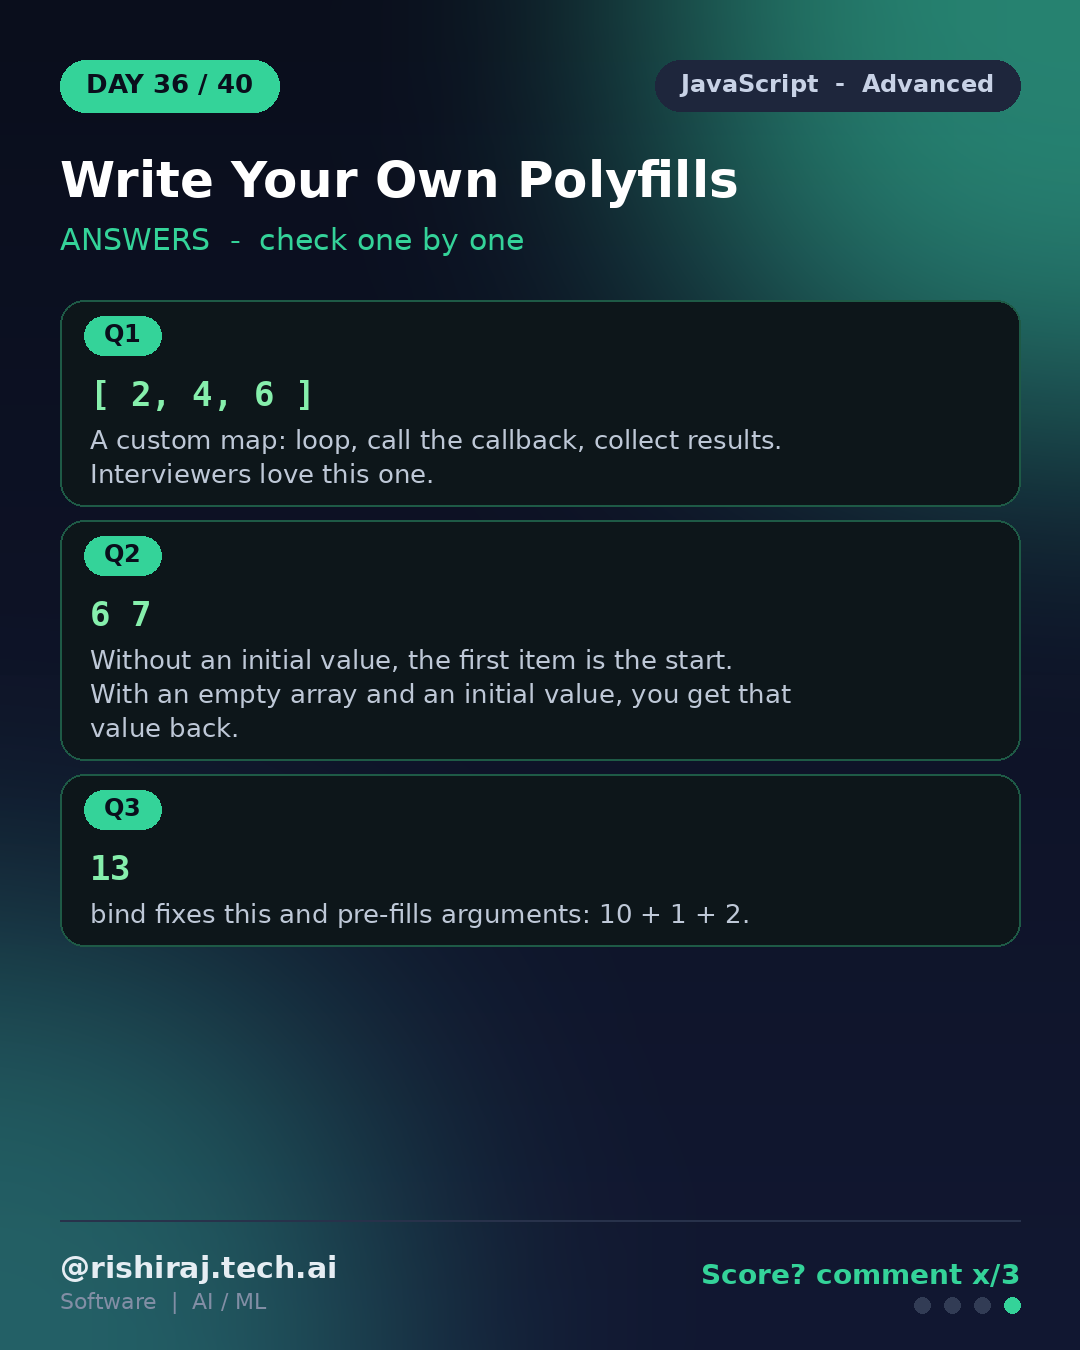 DAY 36 / 40
JavaScript - Advanced
Write Your Own Polyfills
ANSWERS - check one by one
Q1
[ 2, 4, 6 ]
A custom map: loop, call the callback, collect results.
Interviewers love this one.
Q2
6 7
Without an initial value, the first item is the start.
With an empty array and an initial value, you get that
value back.
Q3
13
bind fixes this and pre-fills arguments: 10 + 1 + 2.
@rishiraj.tech.ai
Software | AI / ML
Score? comment x/3